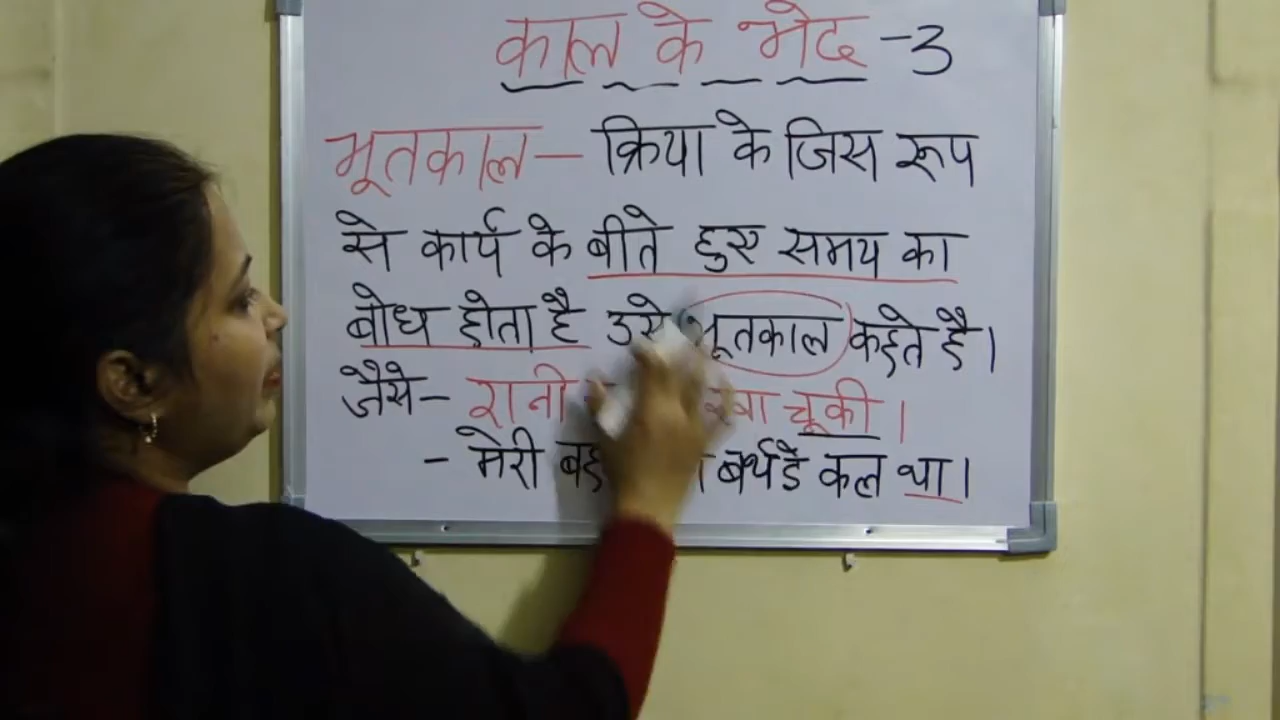 काल के भेद -3
भूतकाल — क्रिया के जिस रूप
से कार्य के बीते हुए समय का
बोध होता है उसे भूतकाल कहते है।
जैसे - रानी खा चूकी।
- मेरी बर्थडे कल था।